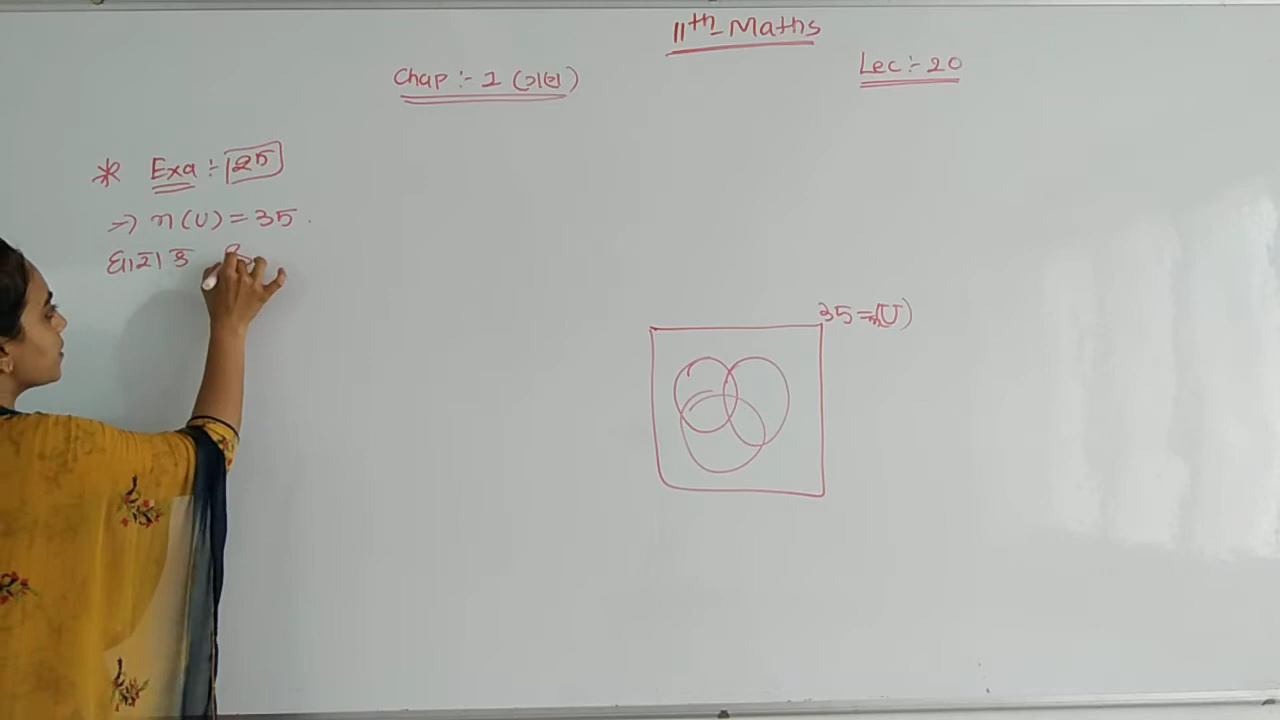 11th Maths
Chap :- 1 (ગણ)
Lec :- 20
* Exa :- 25
→ n(U) = 35.
ધારો કે
35 = n(U)